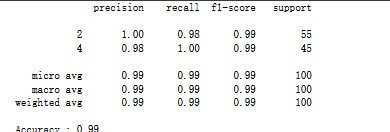 precision recall f1-score support
2 1.00 0.98 0.99 55
4 0.98 1.00 0.99 45
micro avg 0.99 0.99 0.99 100
macro avg 0.99 0.99 0.99 100
weighted avg 0.99 0.99 0.99 100
Accuracy : 0.99